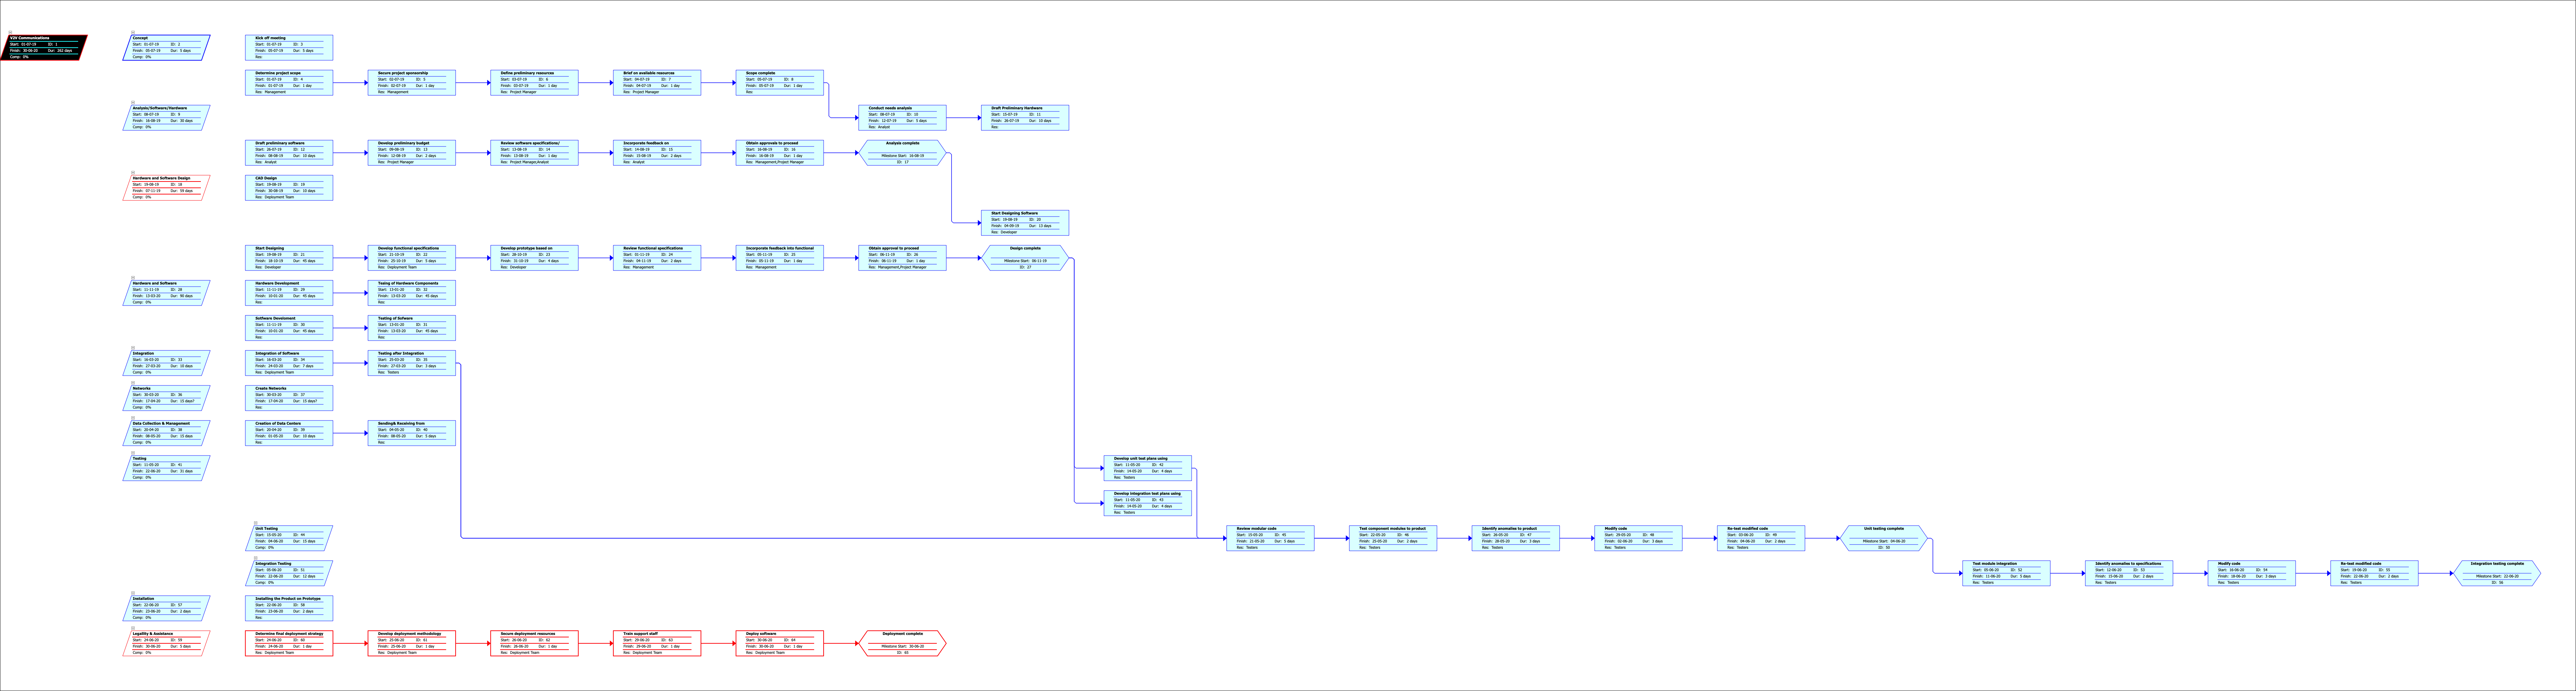 V2V Communications
Start: 01-07-19 ID: 1
Finish: 30-06-20 Dur: 262 days
Comp: 0%
Concept
Start: 01-07-19 ID: 2
Finish: 05-07-19 Dur: 5 days
Comp: 0%
Kick off meeting
Start: 01-07-19 ID: 3
Finish: 05-07-19 Dur: 5 days
Res:
Determine project scope
Start: 01-07-19 ID: 4
Finish: 01-07-19 Dur: 1 day
Res: Management
Secure project sponsorship
Start: 02-07-19 ID: 5
Finish: 02-07-19 Dur: 1 day
Res: Management
Define preliminary resources
Start: 03-07-19 ID: 6
Finish: 03-07-19 Dur: 1 day
Res: Project Manager
Brief on available resources
Start: 04-07-19 ID: 7
Finish: 04-07-19 Dur: 1 day
Res: Project Manager
Scope complete
Start: 05-07-19 ID: 8
Finish: 05-07-19 Dur: 1 day
Res:
Analysis/Software/Hardware
Start: 08-07-19 ID: 9
Finish: 16-08-19 Dur: 30 days
Comp: 0%
Conduct needs analysis
Start: 08-07-19 ID: 10
Finish: 12-07-19 Dur: 5 days
Res: Analyst
Draft Preliminary Hardware
Start: 15-07-19 ID: 11
Finish: 26-07-19 Dur: 10 days
Res:
Draft preliminary software
Start: 26-07-19 ID: 12
Finish: 08-08-19 Dur: 10 days
Res: Analyst
Develop preliminary budget
Start: 09-08-19 ID: 13
Finish: 12-08-19 Dur: 2 days
Res: Project Manager
Review software specifications/
Start: 13-08-19 ID: 14
Finish: 13-08-19 Dur: 1 day
Res: Project Manager,Analyst
Incorporate feedback on
Start: 14-08-19 ID: 15
Finish: 15-08-19 Dur: 2 days
Res: Analyst
Obtain approvals to proceed
Start: 16-08-19 ID: 16
Finish: 16-08-19 Dur: 1 day
Res: Management,Project Manager
Analysis complete
Milestone Start: 16-08-19
ID: 17
Hardware and Software Design
Start: 19-08-19 ID: 18
Finish: 07-11-19 Dur: 59 days
Comp: 0%
CAD Design
Start: 19-08-19 ID: 19
Finish: 30-08-19 Dur: 10 days
Res: Deployment Team
Start Designing Software
Start: 19-08-19 ID: 20
Finish: 04-09-19 Dur: 13 days
Res: Developer
Start Designing
Start: 19-08-19 ID: 21
Finish: 18-10-19 Dur: 45 days
Res: Developer
Develop functional specifications
Start: 21-10-19 ID: 22
Finish: 25-10-19 Dur: 5 days
Res: Deployment Team
Develop prototype based on
Start: 28-10-19 ID: 23
Finish: 31-10-19 Dur: 4 days
Res: Developer
Review functional specifications
Start: 01-11-19 ID: 24
Finish: 04-11-19 Dur: 2 days
Res: Management
Incorporate feedback into functional
Start: 05-11-19 ID: 25
Finish: 05-11-19 Dur: 1 day
Res: Management
Obtain approval to proceed
Start: 06-11-19 ID: 26
Finish: 06-11-19 Dur: 1 day
Res: Management,Project Manager
Design complete
Milestone Start: 06-11-19
ID: 27
Hardware and Software
Start: 11-11-19 ID: 28
Finish: 13-03-20 Dur: 90 days
Comp: 0%
Hardware Development
Start: 11-11-19 ID: 29
Finish: 10-01-20 Dur: 45 days
Res:
Tesing of Hardware Components
Start: 13-01-20 ID: 32
Finish: 13-03-20 Dur: 45 days
Res:
Software Develoment
Start: 11-11-19 ID: 30
Finish: 10-01-20 Dur: 45 days
Res:
Testing of Sofware
Start: 13-01-20 ID: 31
Finish: 13-03-20 Dur: 45 days
Res:
Integration
Start: 16-03-20 ID: 33
Finish: 27-03-20 Dur: 10 days
Comp: 0%
Integration of Software
Start: 16-03-20 ID: 34
Finish: 24-03-20 Dur: 7 days
Res: Deployment Team
Testing after Integration
Start: 25-03-20 ID: 35
Finish: 27-03-20 Dur: 3 days
Res: Testers
Networks
Start: 30-03-20 ID: 36
Finish: 17-04-20 Dur: 15 days?
Comp: 0%
Create Networks
Start: 30-03-20 ID: 37
Finish: 17-04-20 Dur: 15 days?
Res:
Data Collection & Management
Start: 20-04-20 ID: 38
Finish: 08-05-20 Dur: 15 days
Comp: 0%
Creation of Data Centers
Start: 20-04-20 ID: 39
Finish: 01-05-20 Dur: 10 days
Res:
Sending& Receiving from
Start: 04-05-20 ID: 40
Finish: 08-05-20 Dur: 5 days
Res:
Testing
Start: 11-05-20 ID: 41
Finish: 22-06-20 Dur: 31 days
Comp: 0%
Develop unit test plans using
Start: 11-05-20 ID: 42
Finish: 14-05-20 Dur: 4 days
Res: Testers
Develop integration test plans using
Start: 11-05-20 ID: 43
Finish: 14-05-20 Dur: 4 days
Res: Testers
Unit Testing
Start: 15-05-20 ID: 44
Finish: 04-06-20 Dur: 15 days
Comp: 0%
Review modular code
Start: 15-05-20 ID: 45
Finish: 21-05-20 Dur: 5 days
Res: Testers
Test component modules to product
Start: 22-05-20 ID: 46
Finish: 25-05-20 Dur: 2 days
Res: Testers
Identify anomalies to product
Start: 26-05-20 ID: 47
Finish: 28-05-20 Dur: 3 days
Res: Testers
Modify code
Start: 29-05-20 ID: 48
Finish: 02-06-20 Dur: 3 days
Res: Testers
Re-test modified code
Start: 03-06-20 ID: 49
Finish: 04-06-20 Dur: 2 days
Res: Testers
Unit testing complete
Milestone Start: 04-06-20
ID: 50
Integration Testing
Start: 05-06-20 ID: 51
Finish: 22-06-20 Dur: 12 days
Comp: 0%
Test module integration
Start: 05-06-20 ID: 52
Finish: 11-06-20 Dur: 5 days
Res: Testers
Identify anomalies to specifications
Start: 12-06-20 ID: 53
Finish: 15-06-20 Dur: 2 days
Res: Testers
Modify code
Start: 16-06-20 ID: 54
Finish: 18-06-20 Dur: 3 days
Res: Testers
Re-test modified code
Start: 19-06-20 ID: 55
Finish: 22-06-20 Dur: 2 days
Res: Testers
Integration testing complete
Milestone Start: 22-06-20
ID: 56
Installation
Start: 22-06-20 ID: 57
Finish: 23-06-20 Dur: 2 days
Comp: 0%
Installing the Product on Prototype
Start: 22-06-20 ID: 58
Finish: 23-06-20 Dur: 2 days
Res:
Legality & Assistance
Start: 24-06-20 ID: 59
Finish: 30-06-20 Dur: 5 days
Comp: 0%
Determine final deployment strategy
Start: 24-06-20 ID: 60
Finish: 24-06-20 Dur: 1 day
Res: Deployment Team
Develop deployment methodology
Start: 25-06-20 ID: 61
Finish: 25-06-20 Dur: 1 day
Res: Deployment Team
Secure deployment resources
Start: 26-06-20 ID: 62
Finish: 26-06-20 Dur: 1 day
Res: Deployment Team
Train support staff
Start: 29-06-20 ID: 63
Finish: 29-06-20 Dur: 1 day
Res: Deployment Team
Deploy software
Start: 30-06-20 ID: 64
Finish: 30-06-20 Dur: 1 day
Res: Deployment Team
Deployment complete
Milestone Start: 30-06-20
ID: 65